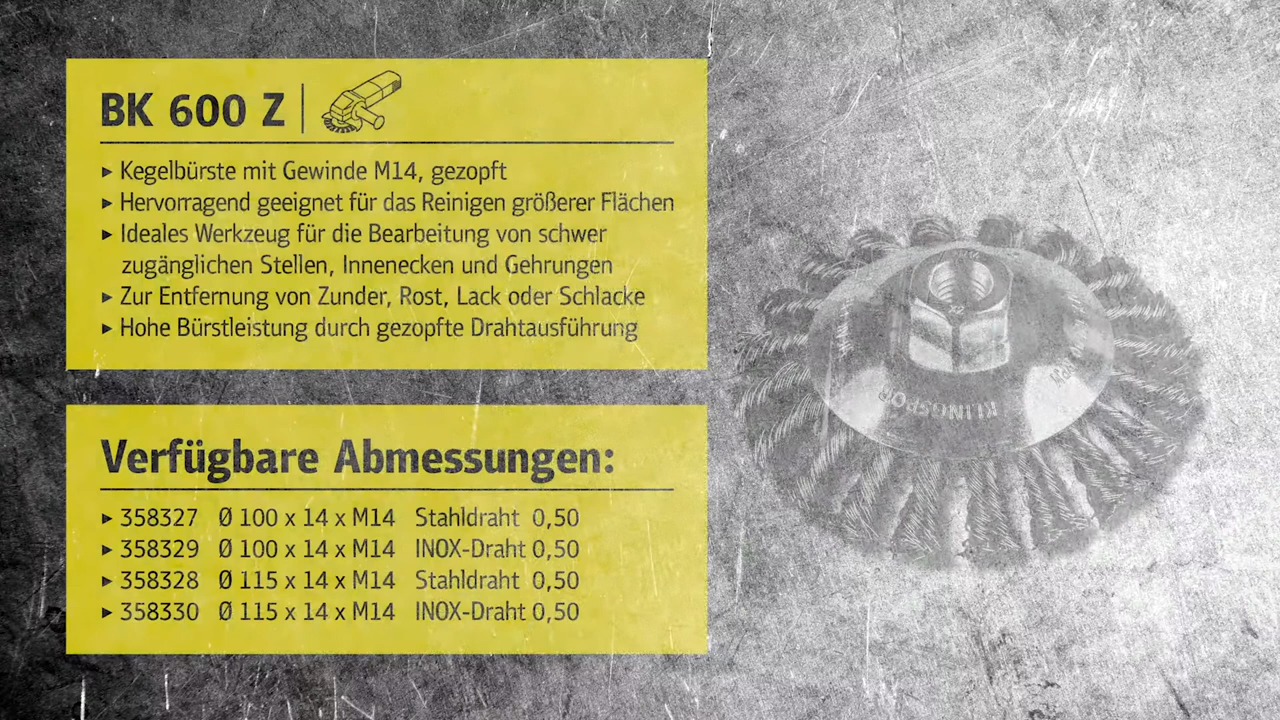 BK 600 Z
▸ Kegelbürste mit Gewinde M14, gezopft
▸ Hervorragend geeignet für das Reinigen größerer Flächen
▸ Ideales Werkzeug für die Bearbeitung von schwer
zugänglichen Stellen, Innenecken und Gehrungen
▸ Zur Entfernung von Zunder, Rost, Lack oder Schlacke
▸ Hohe Bürstleistung durch gezopfte Drahtausführung
Verfügbare Abmessungen:
▸ 358327 Ø 100 x 14 x M14 Stahldraht 0,50
▸ 358329 Ø 100 x 14 x M14 INOX-Draht 0,50
▸ 358328 Ø 115 x 14 x M14 Stahldraht 0,50
▸ 358330 Ø 115 x 14 x M14 INOX-Draht 0,50
KLINGSPOR